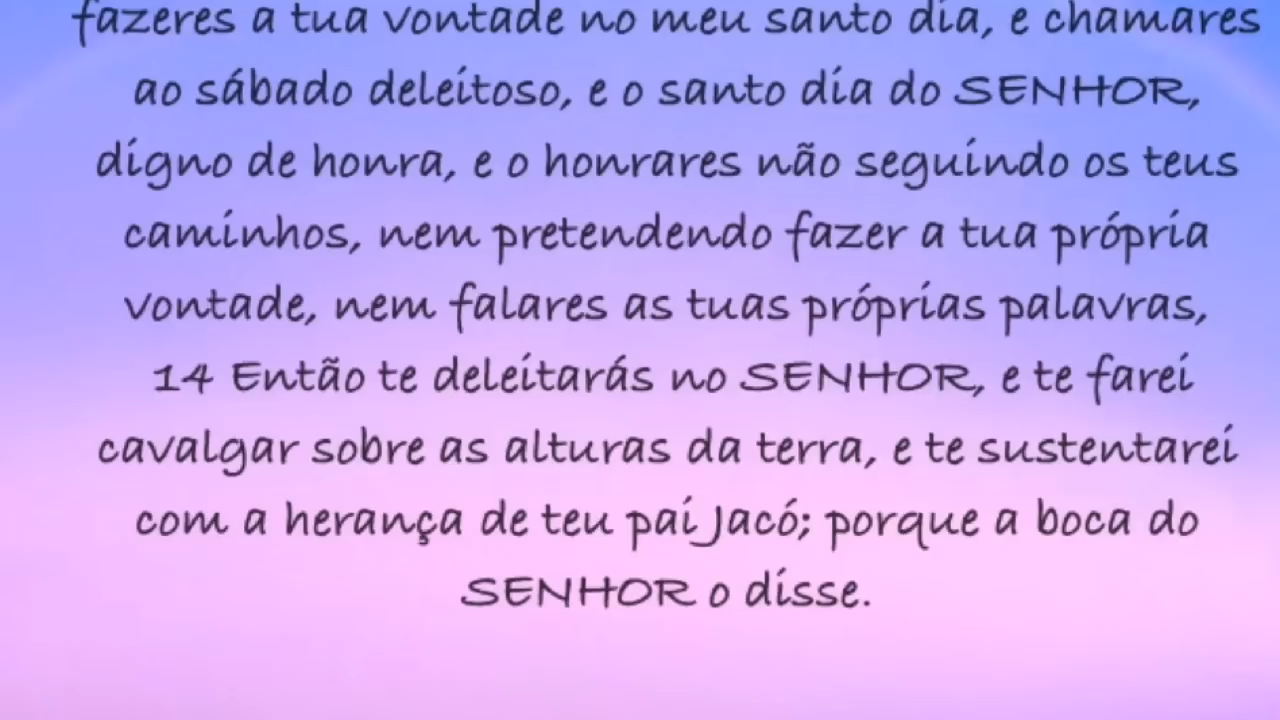 fazeres a tua vontade no meu santo dia, e chamares
ao sábado deleitoso, e o santo dia do SENHOR,
digno de honra, e o honrares não seguindo os teus
caminhos, nem pretendendo fazer a tua própria
vontade, nem falares as tuas próprias palavras,
14 Então te deleitarás no SENHOR, e te farei
cavalgar sobre as alturas da terra, e te sustentarei
com a herança de teu pai Jacó; porque a boca do
SENHOR o disse.